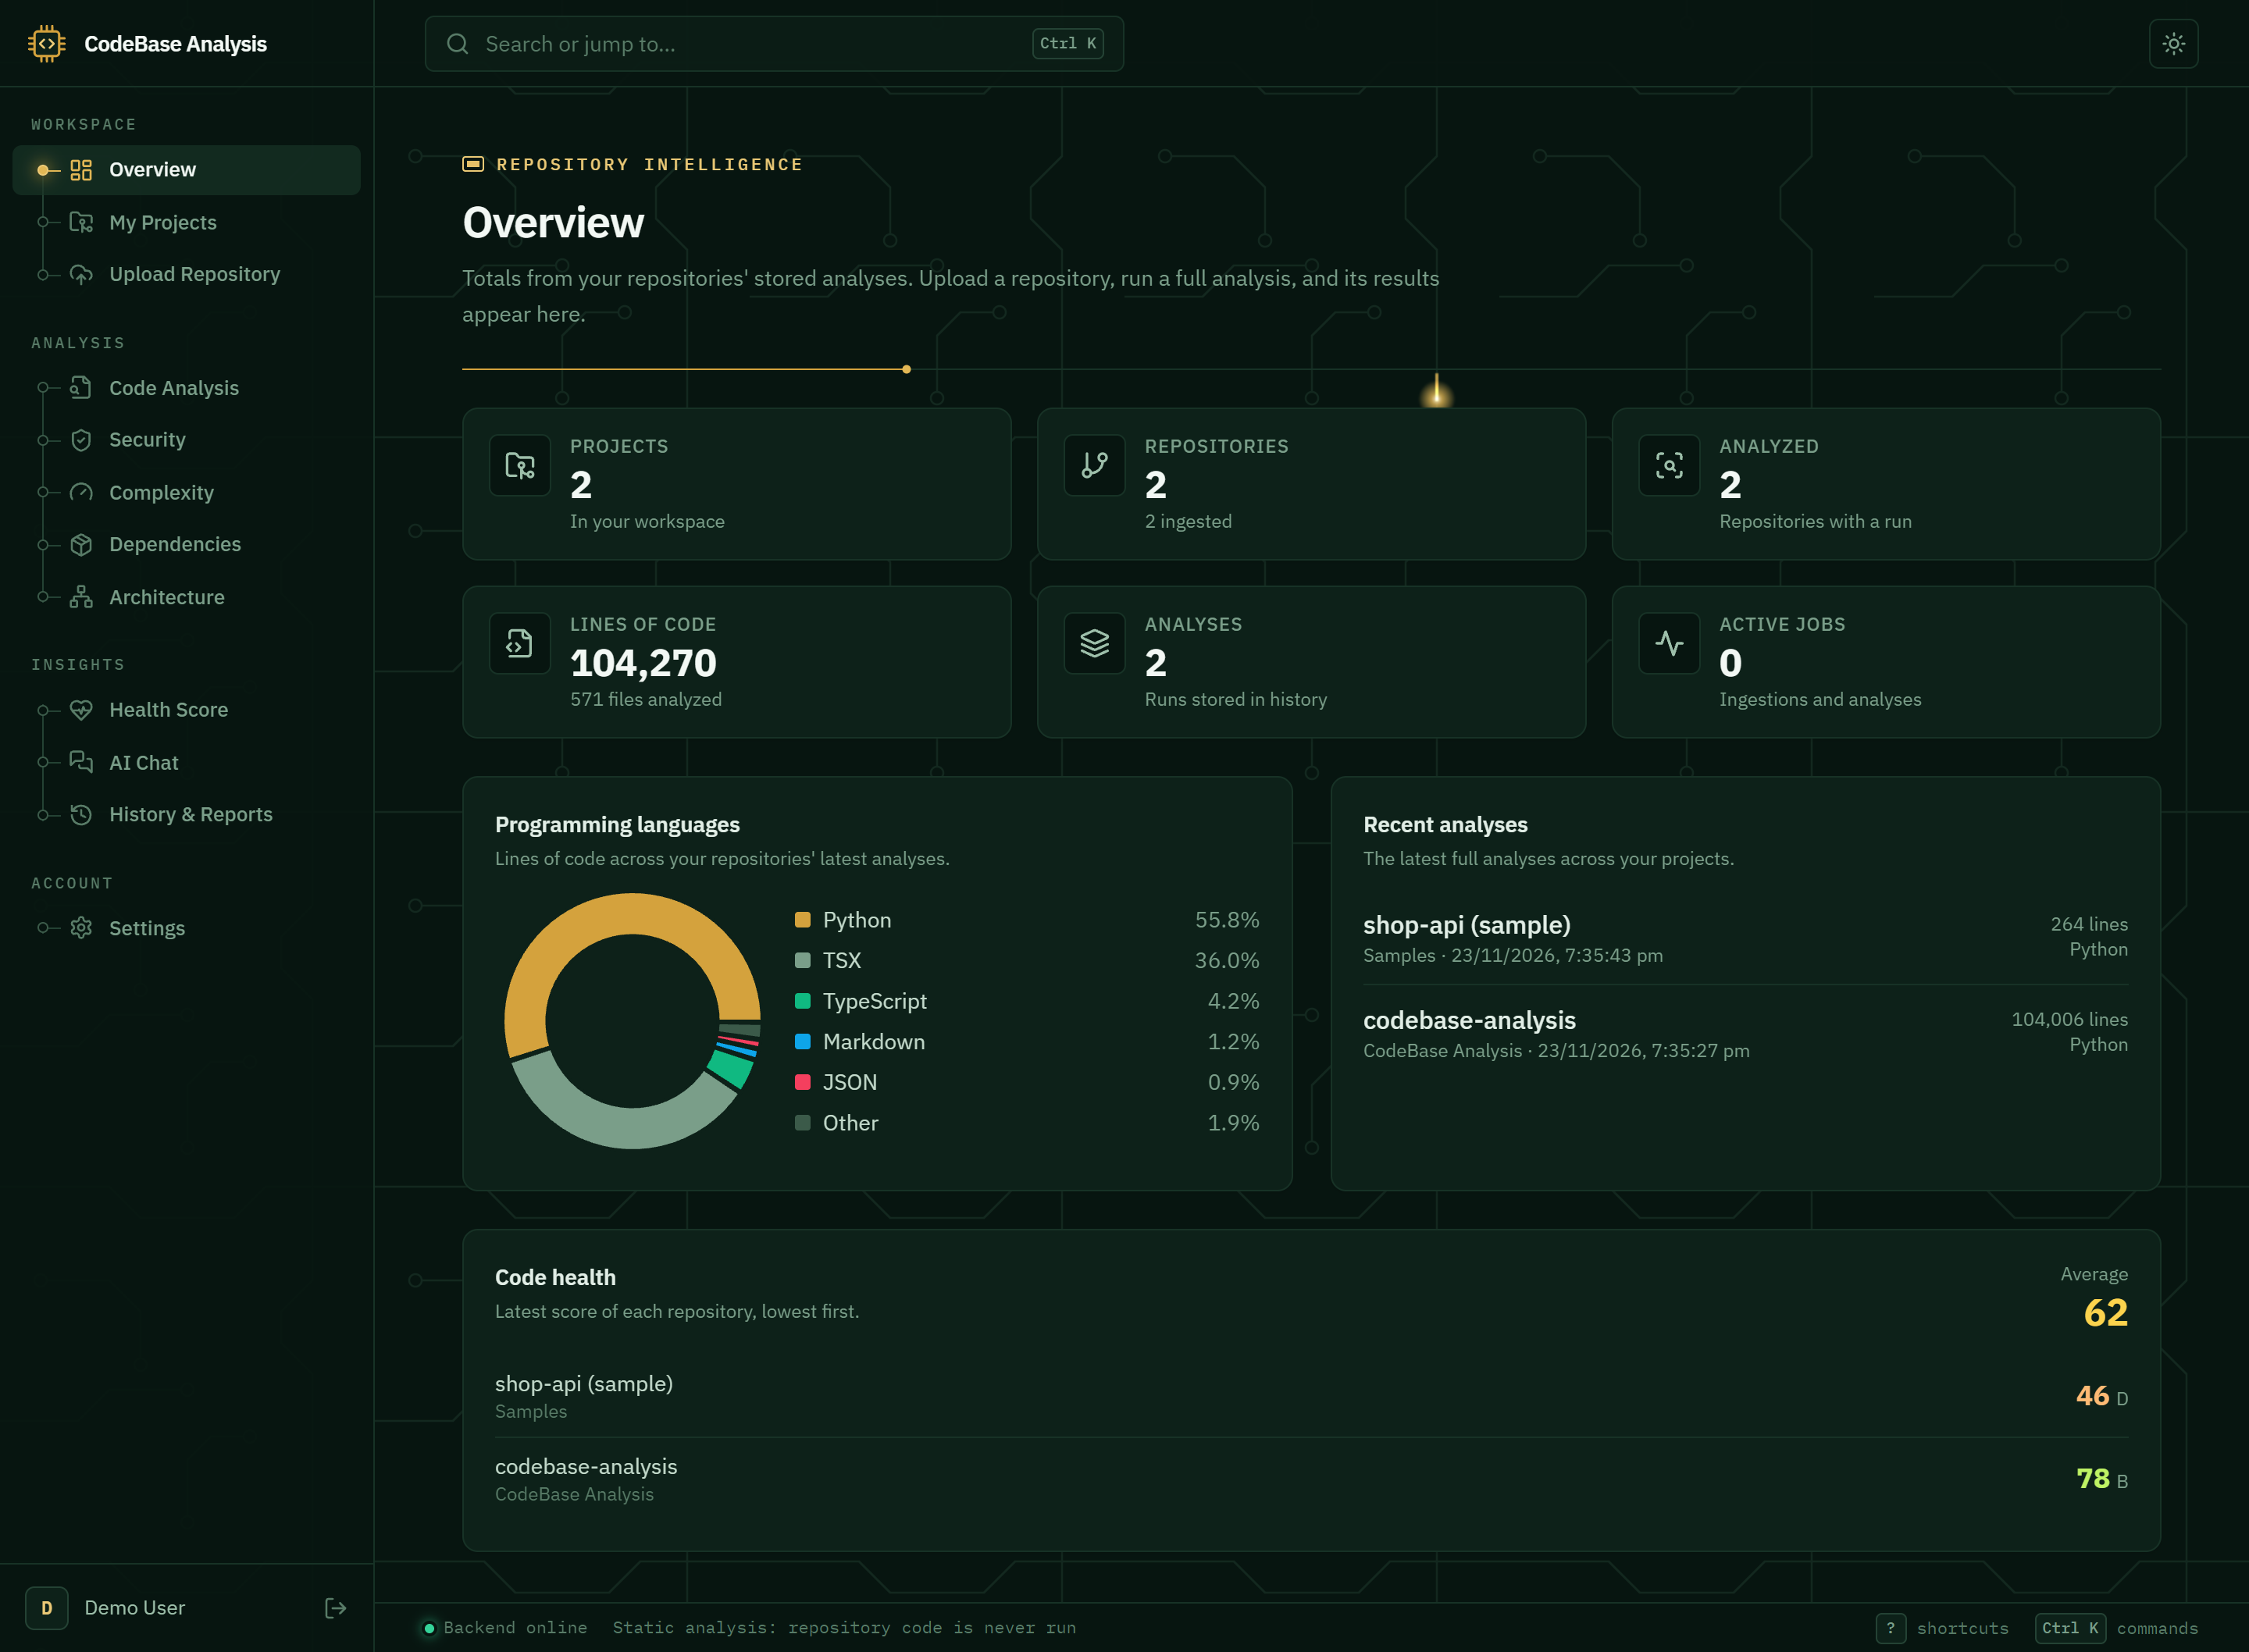 CodeBase Analysis
Search or jump to...
Ctrl K
WORKSPACE
Overview
My Projects
Upload Repository
ANALYSIS
Code Analysis
Security
Complexity
Dependencies
Architecture
INSIGHTS
Health Score
AI Chat
History & Reports
ACCOUNT
Settings
D
Demo User
REPOSITORY INTELLIGENCE
Overview
Totals from your repositories' stored analyses. Upload a repository, run a full analysis, and its results
appear here.
PROJECTS
2
In your workspace
REPOSITORIES
2
2 ingested
ANALYZED
2
Repositories with a run
LINES OF CODE
104,270
571 files analyzed
ANALYSES
2
Runs stored in history
ACTIVE JOBS
0
Ingestions and analyses
Programming languages
Lines of code across your repositories' latest analyses.
Python 55.8%
TSX 36.0%
TypeScript 4.2%
Markdown 1.2%
JSON 0.9%
Other 1.9%
Recent analyses
The latest full analyses across your projects.
shop-api (sample)
264 lines
Samples · 23/11/2026, 7:35:43 pm
Python
codebase-analysis
104,006 lines
CodeBase Analysis · 23/11/2026, 7:35:27 pm
Python
Code health
Average
Latest score of each repository, lowest first.
62
shop-api (sample)
Samples
46 D
codebase-analysis
CodeBase Analysis
78 B
Backend online Static analysis: repository code is never run
? shortcuts Ctrl K commands